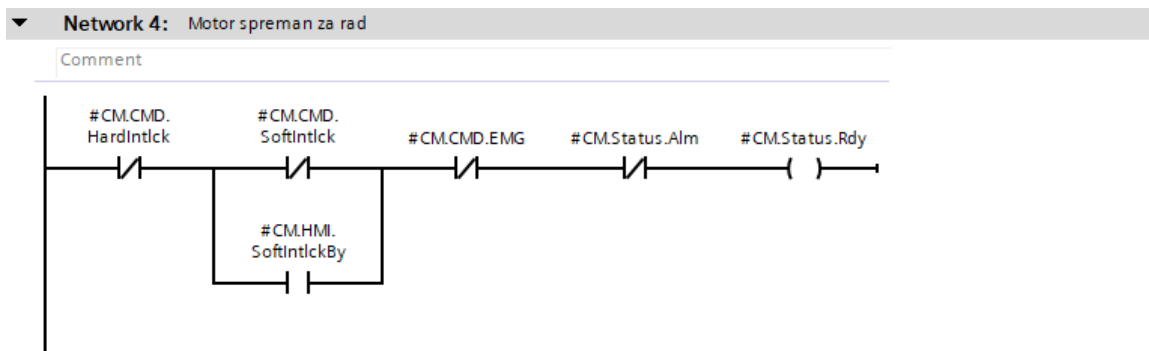 Network 4: Motor spreman za rad
Comment
#CM.CMD.
HardIntlck
#CM.CMD.
SoftIntlck
#CM.CMD.EMG
#CM.Status.Alm
#CM.Status.Rdy
#CM.HMI.
SoftIntlckBy